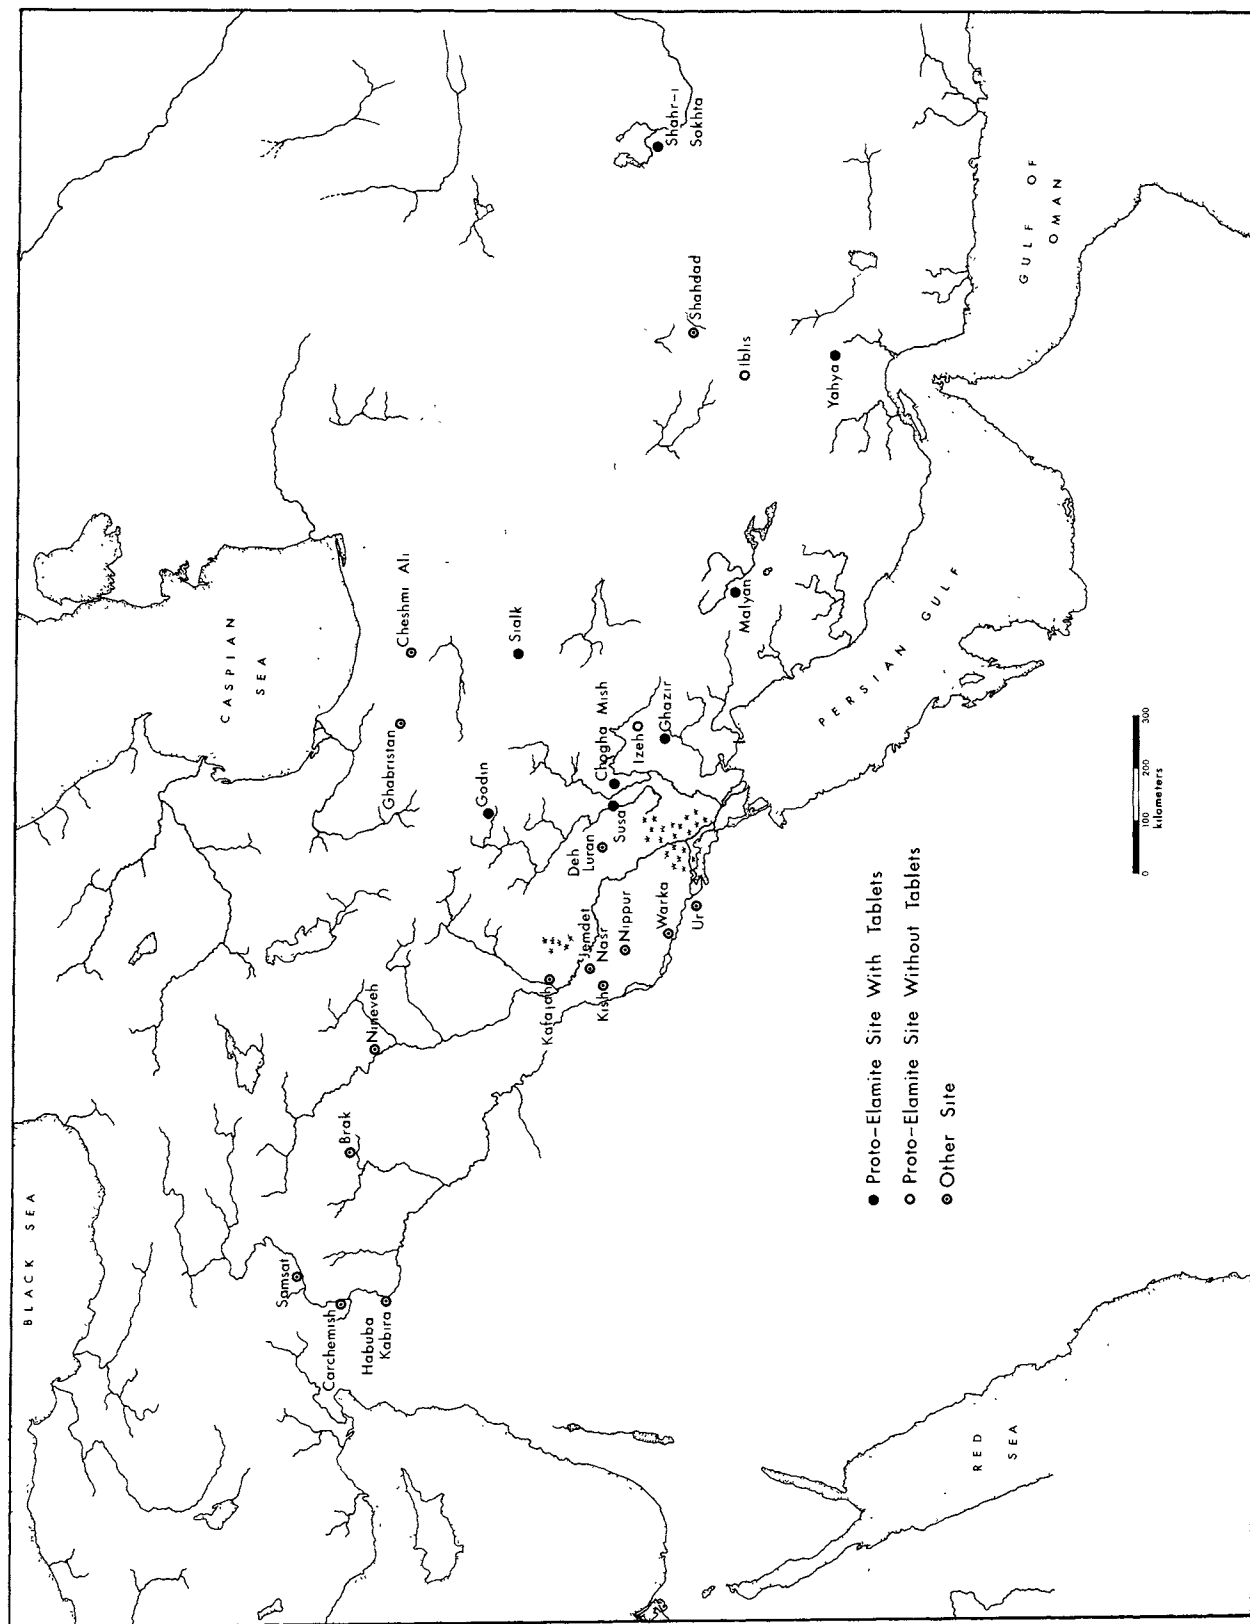 BLACK SEA
CASPIAN
SEA
Samsat
Carchemish
Habuba
Kabira
Brak
Nineveh
Ghabristan
Cheshmi Ali
Godin
Sialk
Kafajah
Jemdet
Nasr
Kish
Nippur
Warka
Ur
Deh
Luran
Susa
Chogha Mish
Izeh
Ghazir
Malyan
Shahdad
Iblis
Yahya
Shahr-i
Sokhta
PERSIAN GULF
GULF OF
OMAN
RED
SEA
Proto-Elamite Site With Tablets
Proto-Elamite Site Without Tablets
Other Site
0 100 200 300
kilometers